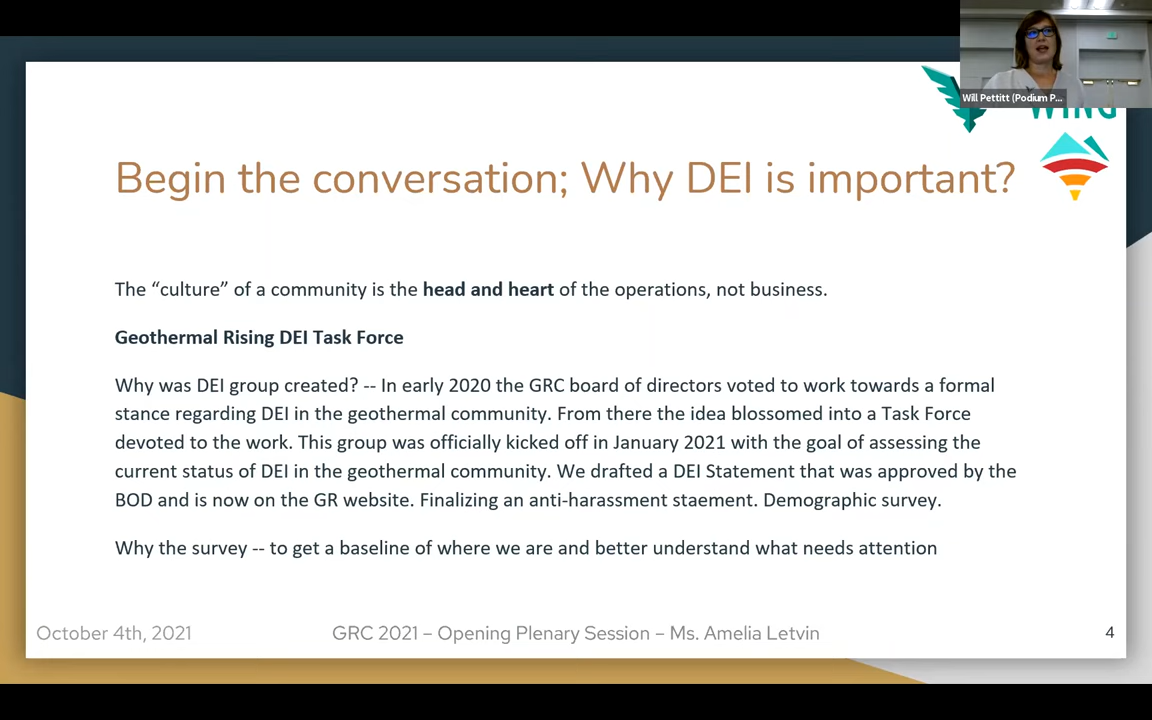 Will Pettitt (Podium P...
WING
Begin the conversation; Why DEI is important?
The “culture” of a community is the head and heart of the operations, not business.
Geothermal Rising DEI Task Force
Why was DEI group created? -- In early 2020 the GRC board of directors voted to work towards a formal
stance regarding DEI in the geothermal community. From there the idea blossomed into a Task Force
devoted to the work. This group was officially kicked off in January 2021 with the goal of assessing the
current status of DEI in the geothermal community. We drafted a DEI Statement that was approved by the
BOD and is now on the GR website. Finalizing an anti-harassment staement. Demographic survey.
Why the survey -- to get a baseline of where we are and better understand what needs attention
October 4th, 2021
GRC 2021 – Opening Plenary Session – Ms. Amelia Letvin
4